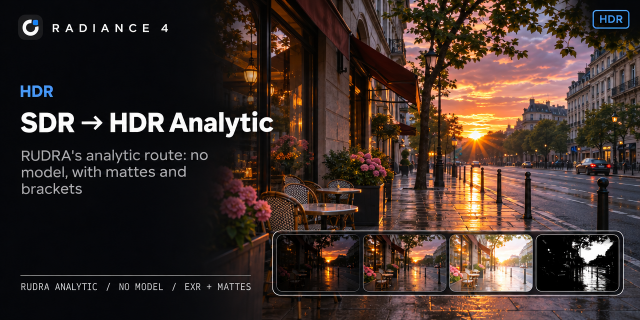 RADIANCE 4
HDR
HDR
SDR → HDR Analytic
RUDRA's analytic route: no
model, with mattes and
brackets
RUDRA ANALYTIC / NO MODEL / EXR + MATTES